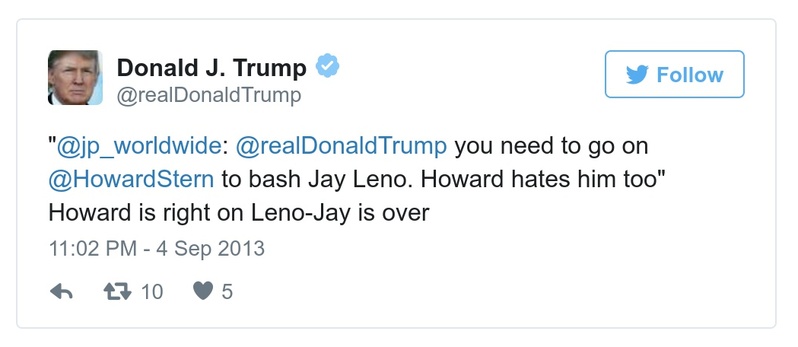 Donald J. Trump
@realDonaldTrump
Follow
"@jp_worldwide: @realDonaldTrump you need to go on
@HowardStern to bash Jay Leno. Howard hates him too"
Howard is right on Leno-Jay is over
11:02 PM - 4 Sep 2013
10 5